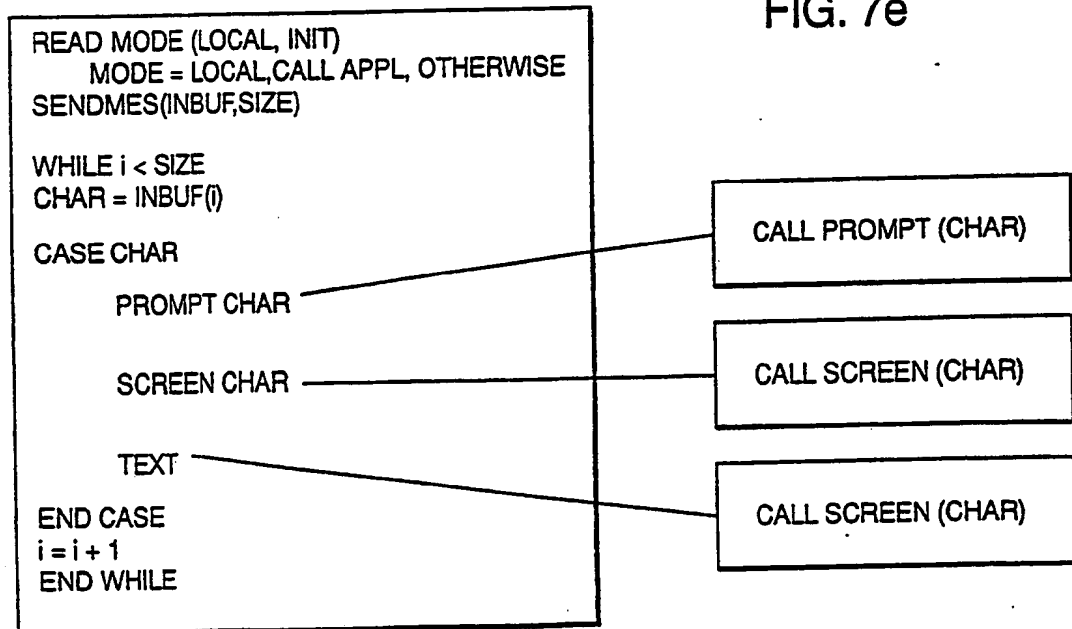 FIG. 7e
READ MODE (LOCAL, INIT)
MODE = LOCAL,CALL APPL, OTHERWISE
SENDMES(INBUF,SIZE)
WHILE i < SIZE
CHAR = INBUF(i)
CASE CHAR
PROMPT CHAR
SCREEN CHAR
TEXT
END CASE
i = i + 1
END WHILE
CALL PROMPT (CHAR)
CALL SCREEN (CHAR)
CALL SCREEN (CHAR)